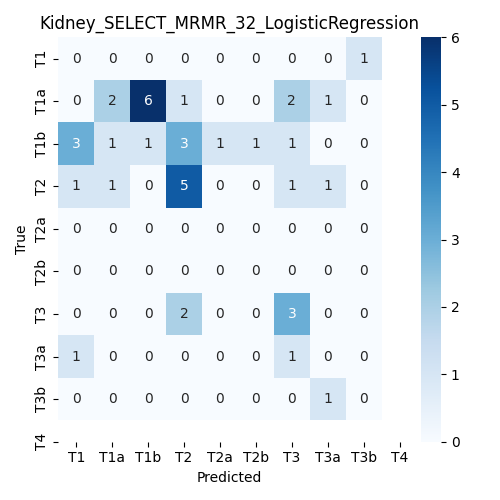 Kidney_SELECT_MRMR_32_LogisticRegression
T1 0 0 0 0 0 0 0 0 1
T1a 0 2 6 1 0 0 2 1 0
T1b 3 1 1 3 1 1 1 0 0
T2 1 1 0 5 0 0 1 1 0
T2a 0 0 0 0 0 0 0 0 0
T2b 0 0 0 0 0 0 0 0 0
T3 0 0 0 2 0 0 3 0 0
T3a 1 0 0 0 0 0 1 0 0
T3b 0 0 0 0 0 0 0 1 0
T4
T1 T1a T1b T2 T2a T2b T3 T3a T3b T4
Predicted
True
6
5
4
3
2
1
0